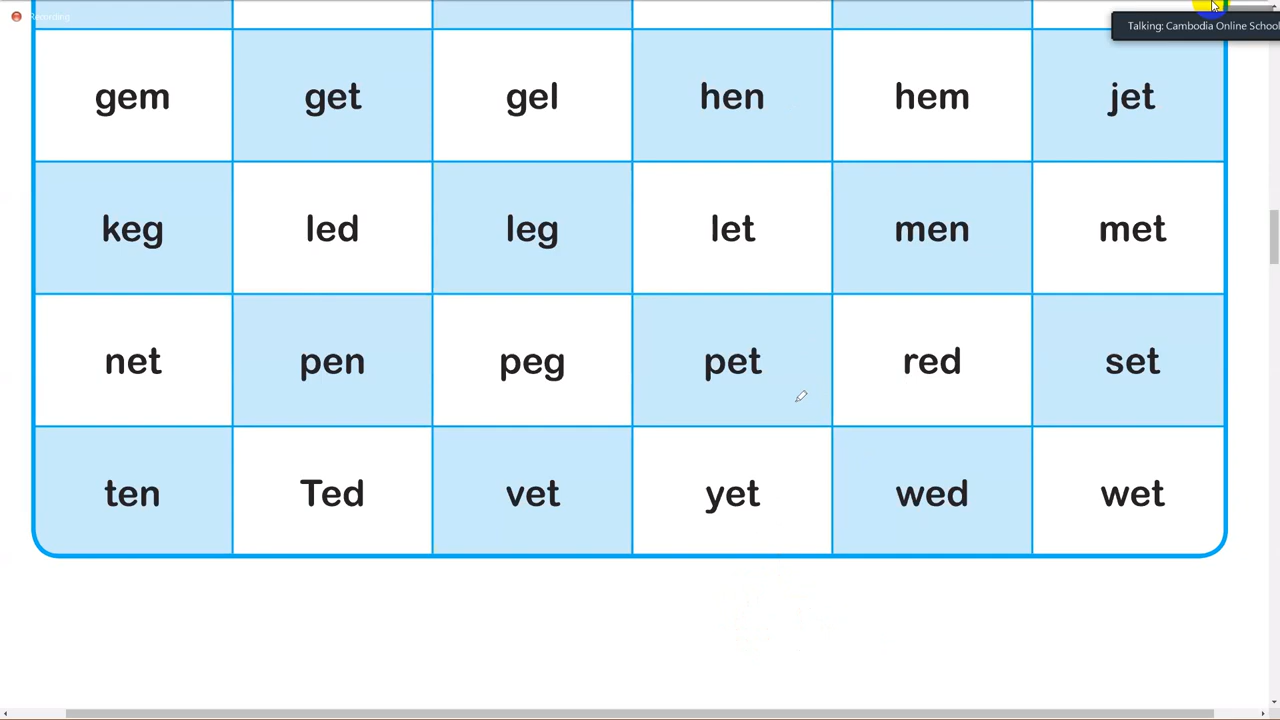 Recording
Talking: Cambodia Online School
gem get gel hen hem jet
keg led leg let men met
net pen peg pet red set
ten Ted vet yet wed wet